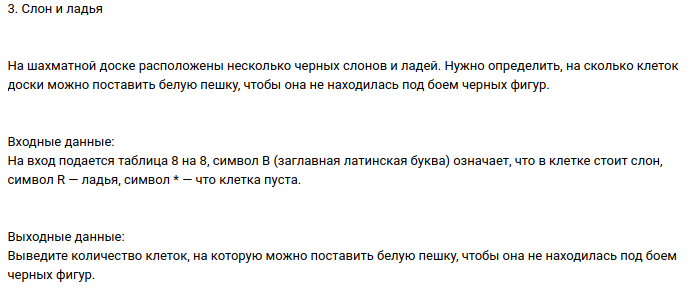 3. Слон и ладья
На шахматной доске расположены несколько черных слонов и ладей. Нужно определить, на сколько клеток
доски можно поставить белую пешку, чтобы она не находилась под боем черных фигур.
Входные данные:
На вход подается таблица 8 на 8, символ B (заглавная латинская буква) означает, что в клетке стоит слон,
символ R — ладья, символ * — что клетка пуста.
Выходные данные:
Выведите количество клеток, на которую можно поставить белую пешку, чтобы она не находилась под боем
черных фигур.